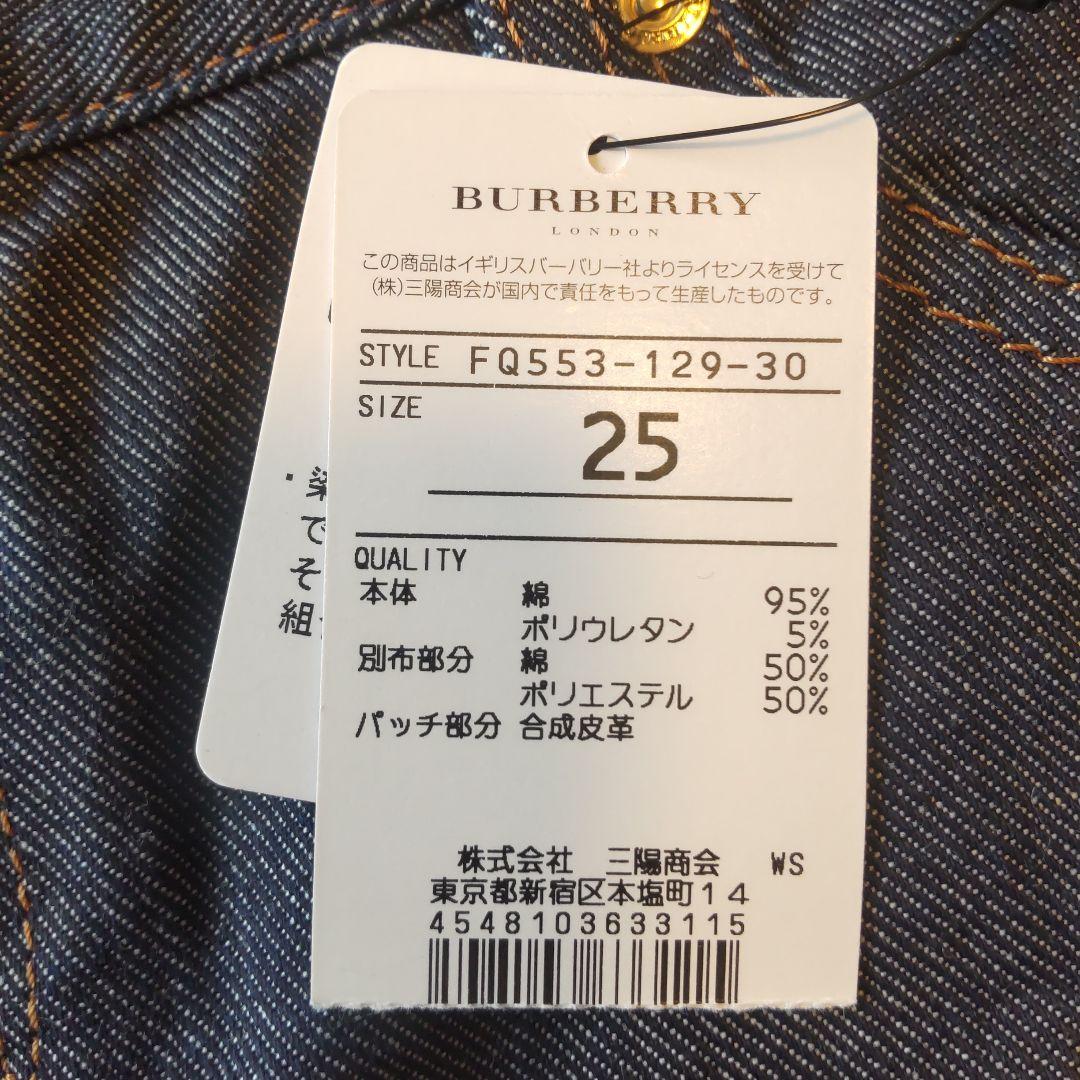 BURBERRY
LONDON
この商品はイギリスバーバリー社よりライセンスを受けて
(株)三陽商会が国内で責任をもって生産したものです。
STYLE FQ553-129-30
SIZE
25
QUALITY
本体 綿 95%
ポリウレタン 5%
別布部分 綿 50%
ポリエステル 50%
パッチ部分 合成皮革
株式会社 三陽商会 WS
東京都新宿区本塩町14
4548103633115
・染
で
そ
組